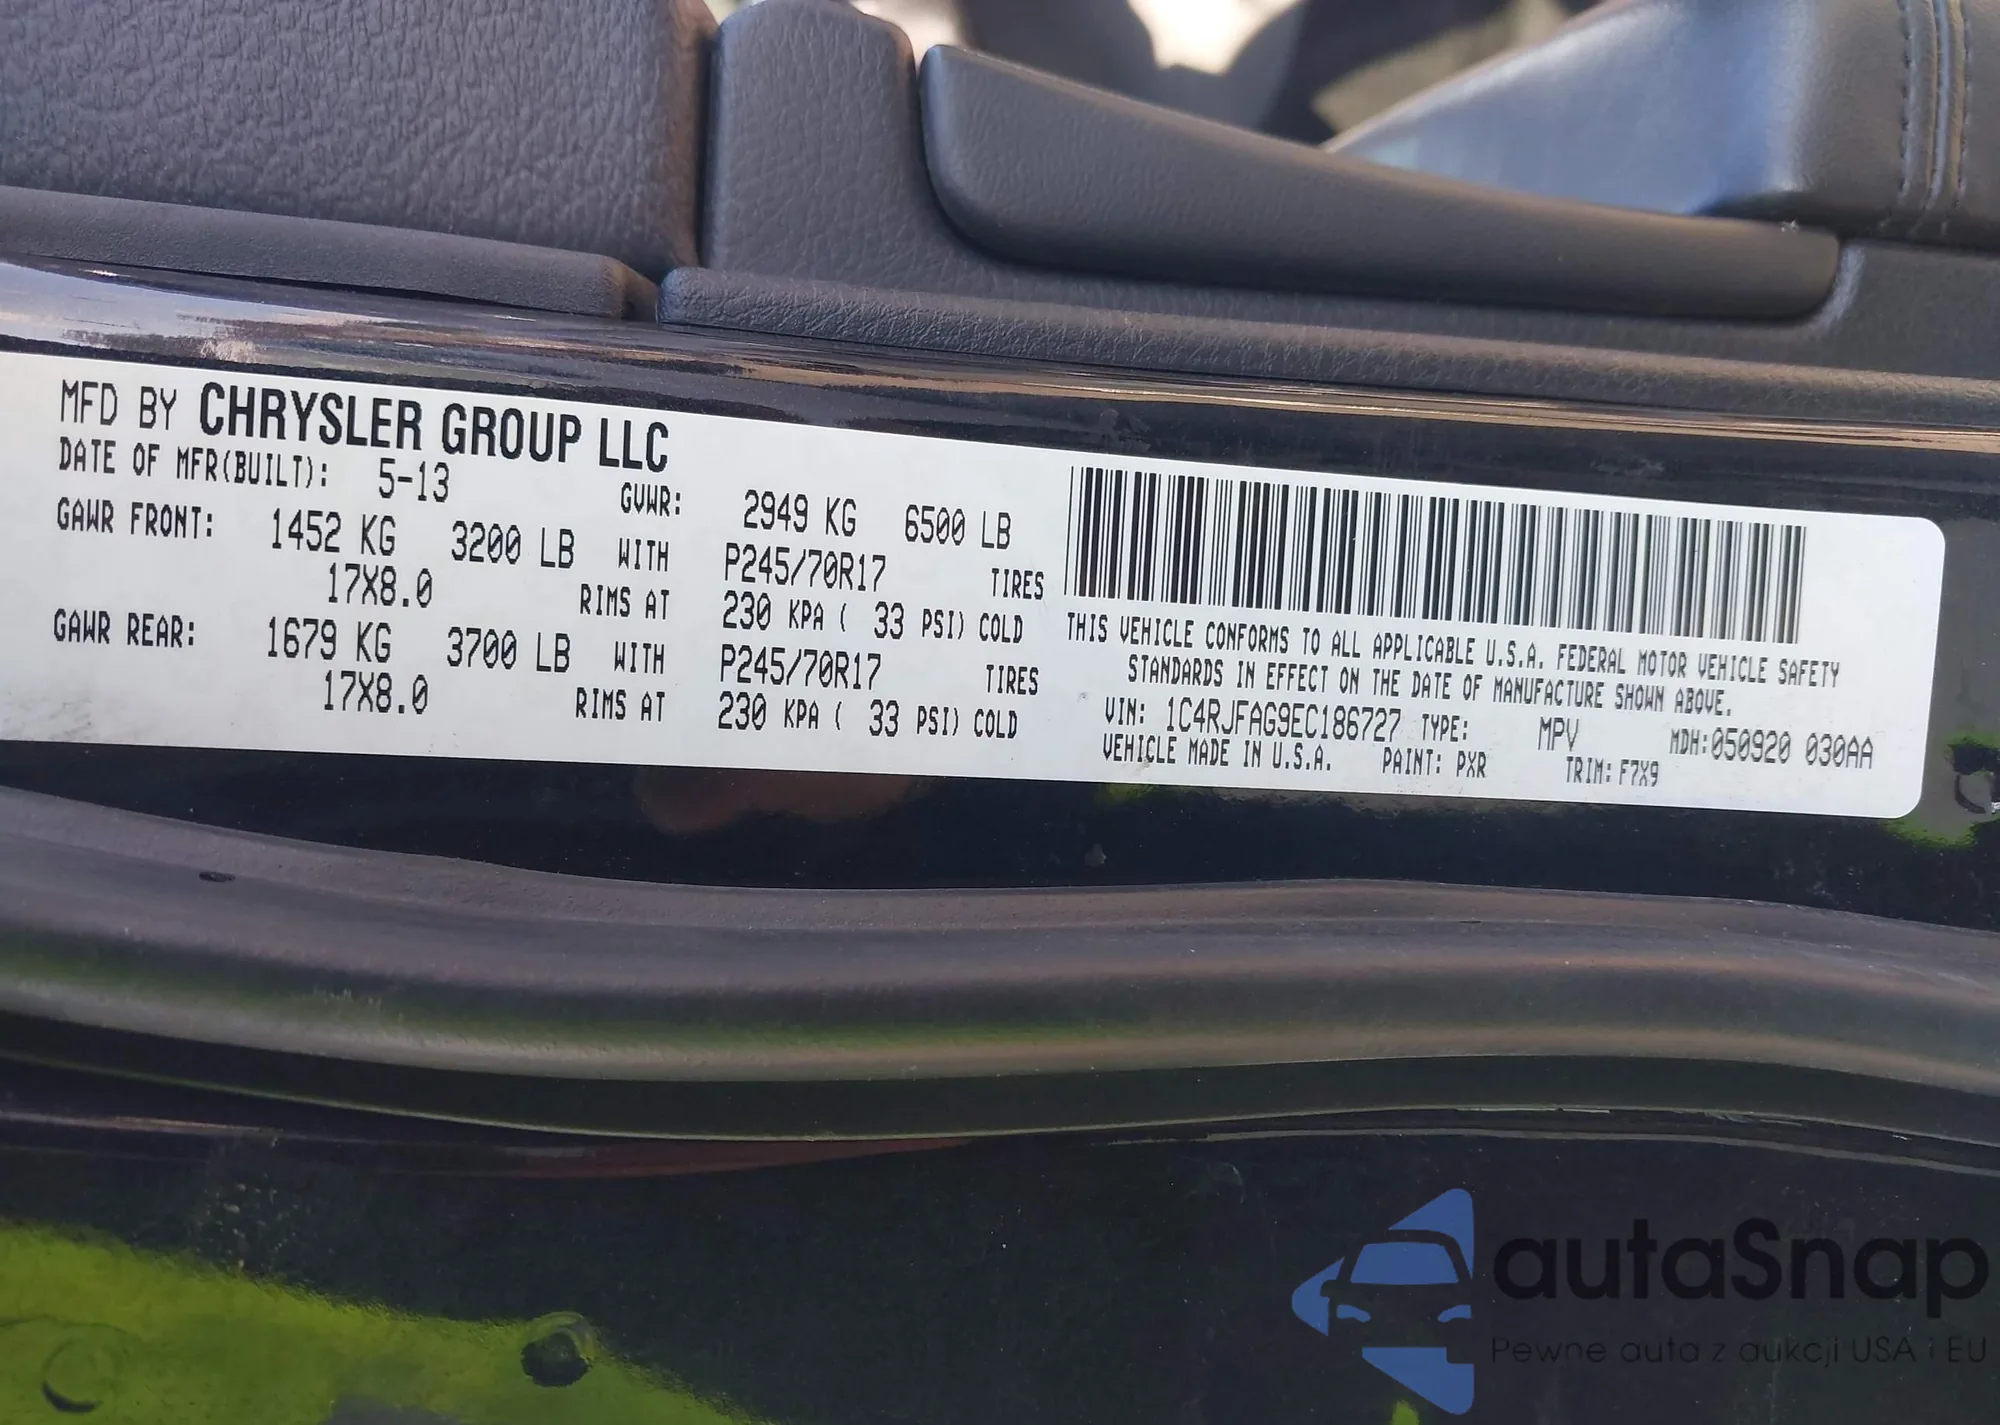 MFD BY CHRYSLER GROUP LLC
DATE OF MFR(BUILT): 5-13 GVWR: 2949 KG 6500 LB
GAWR FRONT: 1452 KG 3200 LB WITH P245/70R17 TIRES
17X8.0 RIMS AT 230 KPA ( 33 PSI) COLD
GAWR REAR: 1679 KG 3700 LB WITH P245/70R17 TIRES
17X8.0 RIMS AT 230 KPA ( 33 PSI) COLD
THIS VEHICLE CONFORMS TO ALL APPLICABLE U.S.A. FEDERAL MOTOR VEHICLE SAFETY
STANDARDS IN EFFECT ON THE DATE OF MANUFACTURE SHOWN ABOVE.
VIN: 1C4RJFAG9EC186727 TYPE: MPV MDH:050920 030AA
VEHICLE MADE IN U.S.A. PAINT: PXR TRIM: F7X9
autaSnap
Pewne auta z aukcji USA i EU